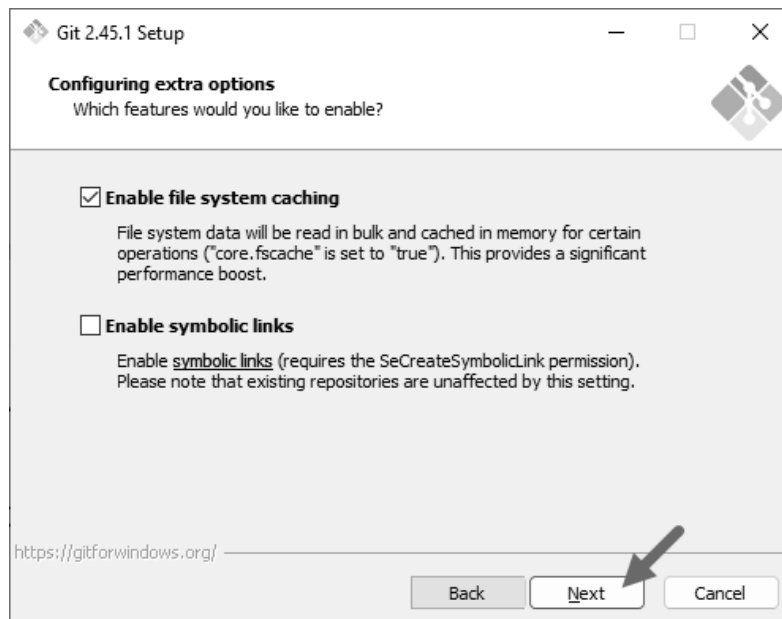 Git 2.45.1 Setup
Configuring extra options
Which features would you like to enable?
Enable file system caching
File system data will be read in bulk and cached in memory for certain
operations ("core.fscache" is set to "true"). This provides a significant
performance boost.
Enable symbolic links
Enable symbolic links (requires the SeCreateSymbolicLink permission).
Please note that existing repositories are unaffected by this setting.
https://gitforwindows.org/
Back Next Cancel